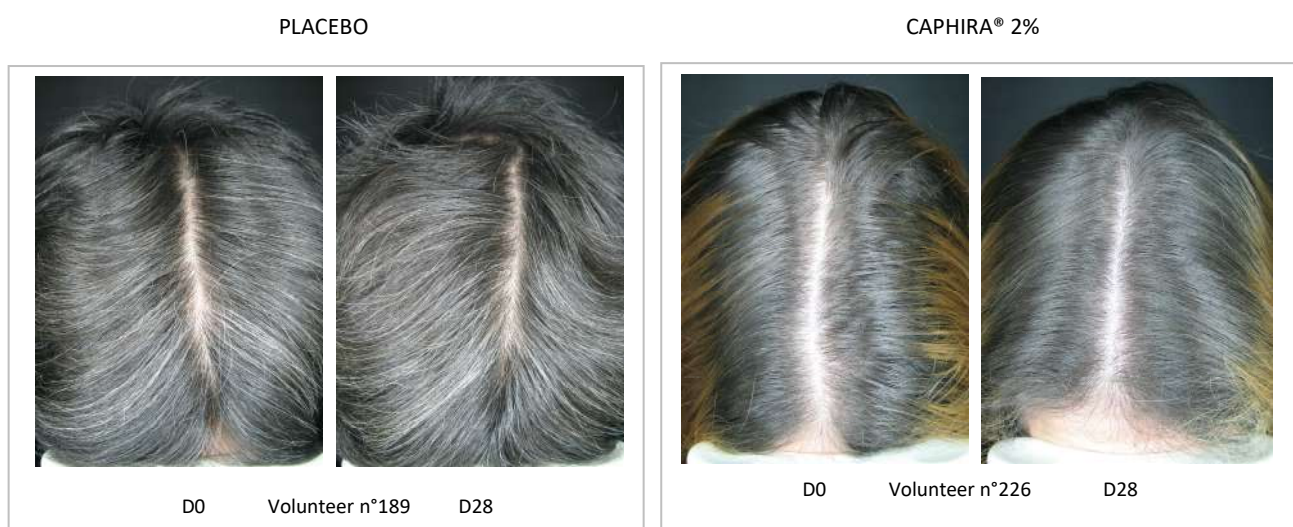 PLACEBO
CAPHIRA® 2%
D0 Volunteer n°189 D28
D0 Volunteer n°226 D28